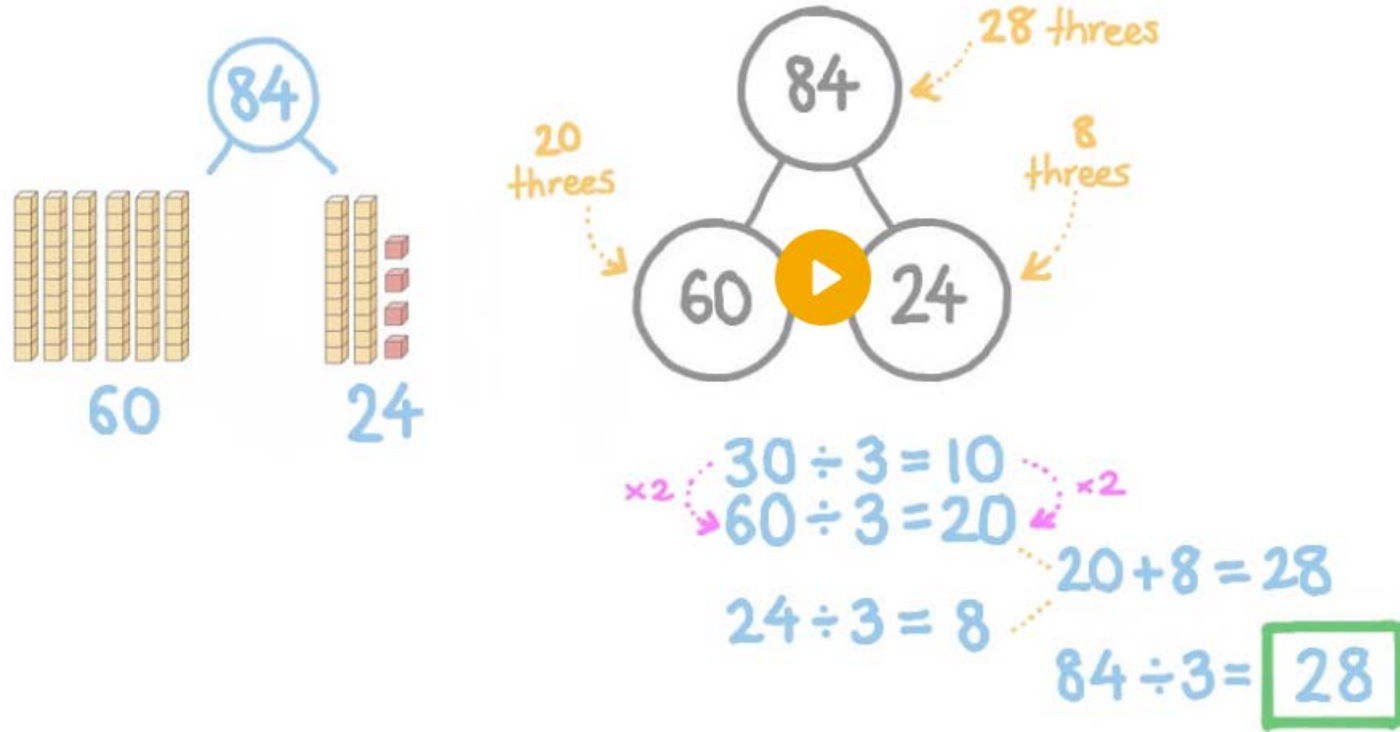 84
60
24
84
28 threes
20
threes
8
threes
60
24
30 ÷ 3 = 10
×2
×2
60 ÷ 3 = 20
20 + 8 = 28
24 ÷ 3 = 8
84 ÷ 3 = 28